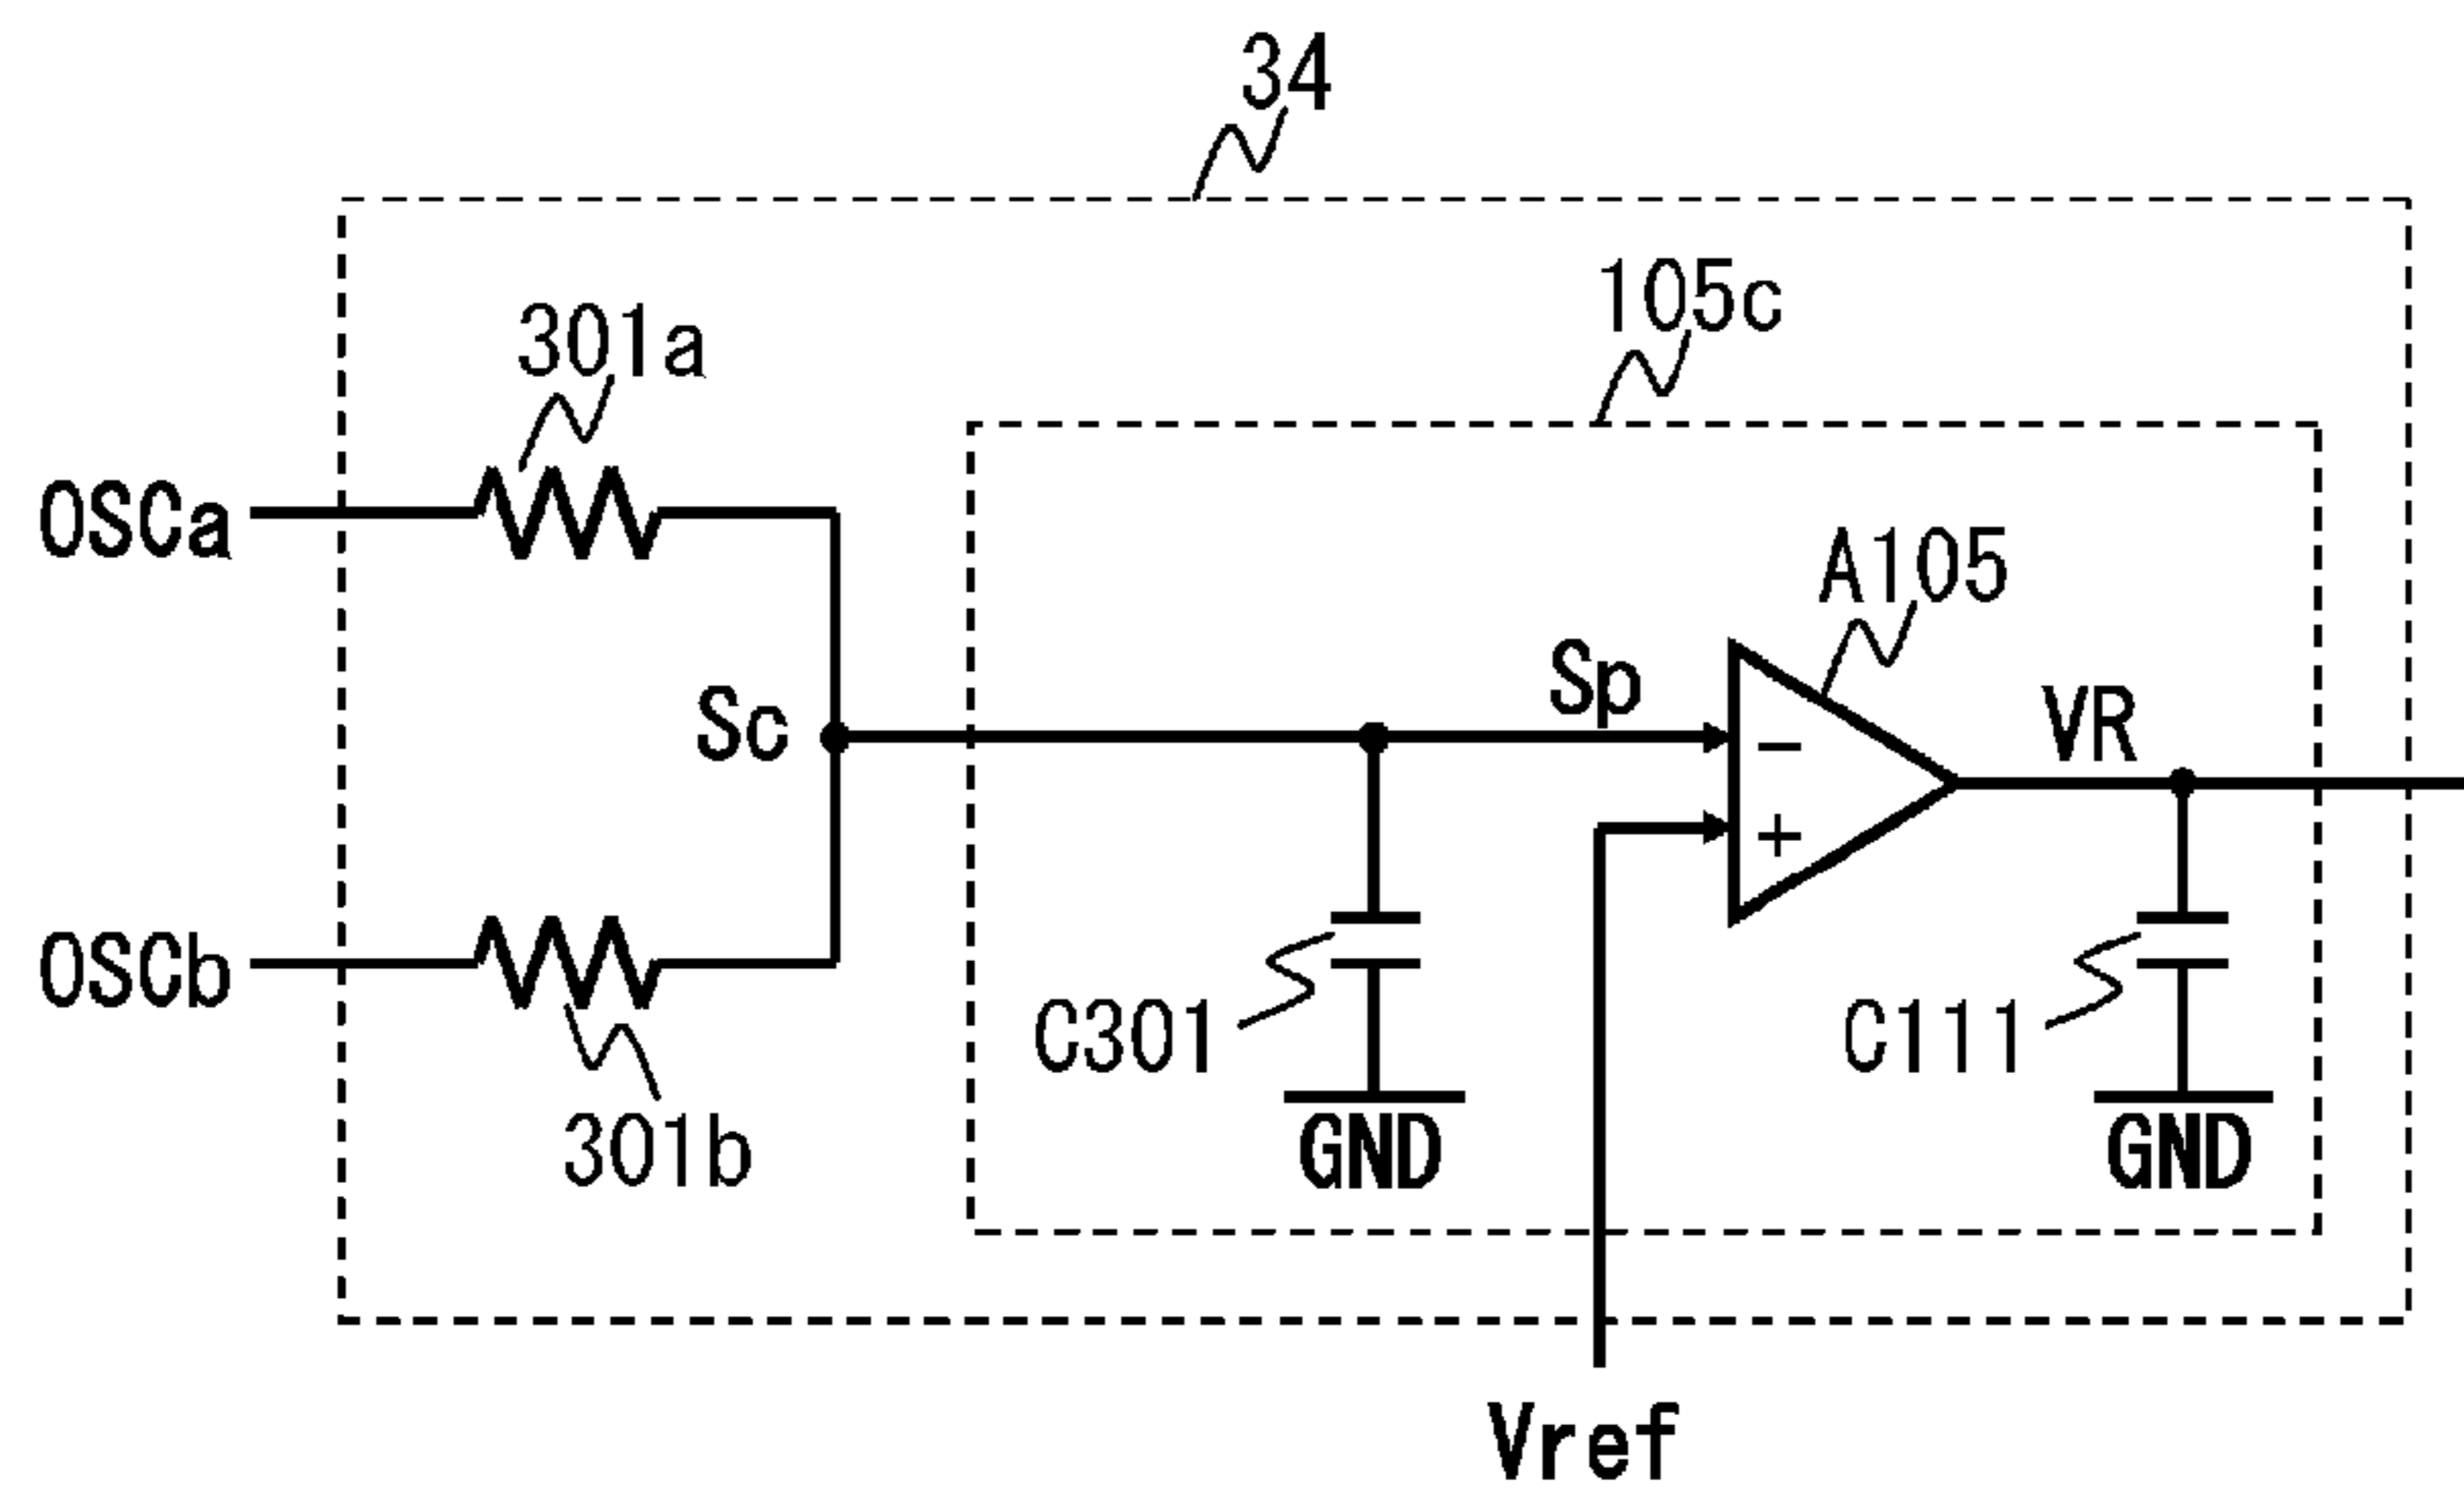 34
105c
301a
OSCa
A105
Sp
Sc
VR
−
+
OSCb
C301
C111
301b
GND
GND
Vref